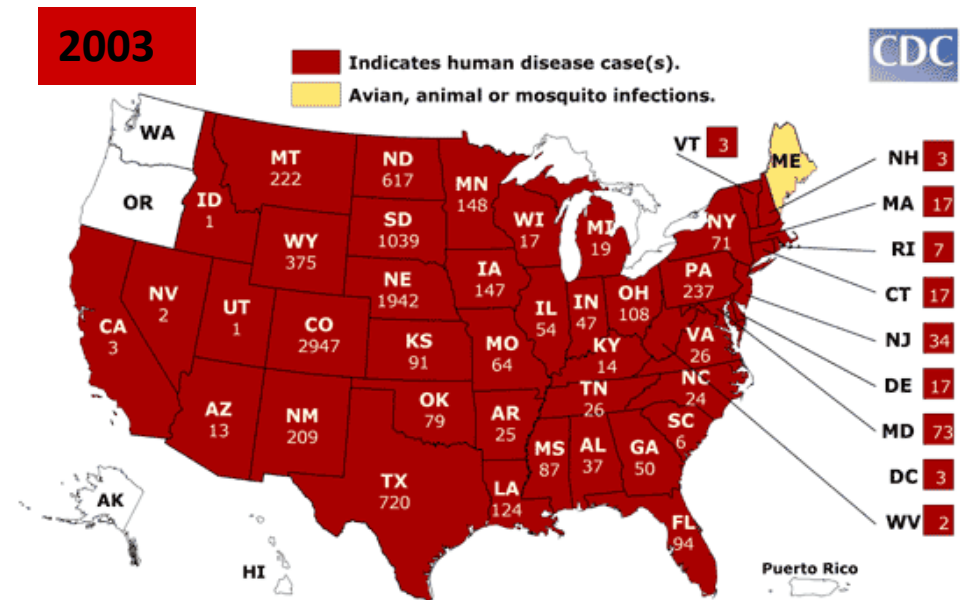 2003
CDC
Indicates human disease case(s).
Avian, animal or mosquito infections.
WA
OR
ID
1
MT
222
ND
617
MN
148
SD
1039
WY
375
NE
1942
IA
147
WI
17
MI
19
NY
71
VT 3
ME
NH 3
MA 17
RI 7
CT 17
NJ 34
DE 17
MD 73
DC 3
WV 2
CA
3
NV
2
UT
1
CO
2947
KS
91
MO
64
IL
54
IN
47
OH
108
PA
237
KY
14
VA
26
NC
24
TN
26
SC
6
AZ
13
NM
209
OK
79
AR
25
MS
87
AL
37
GA
50
TX
720
LA
124
FL
94
AK
HI
Puerto Rico